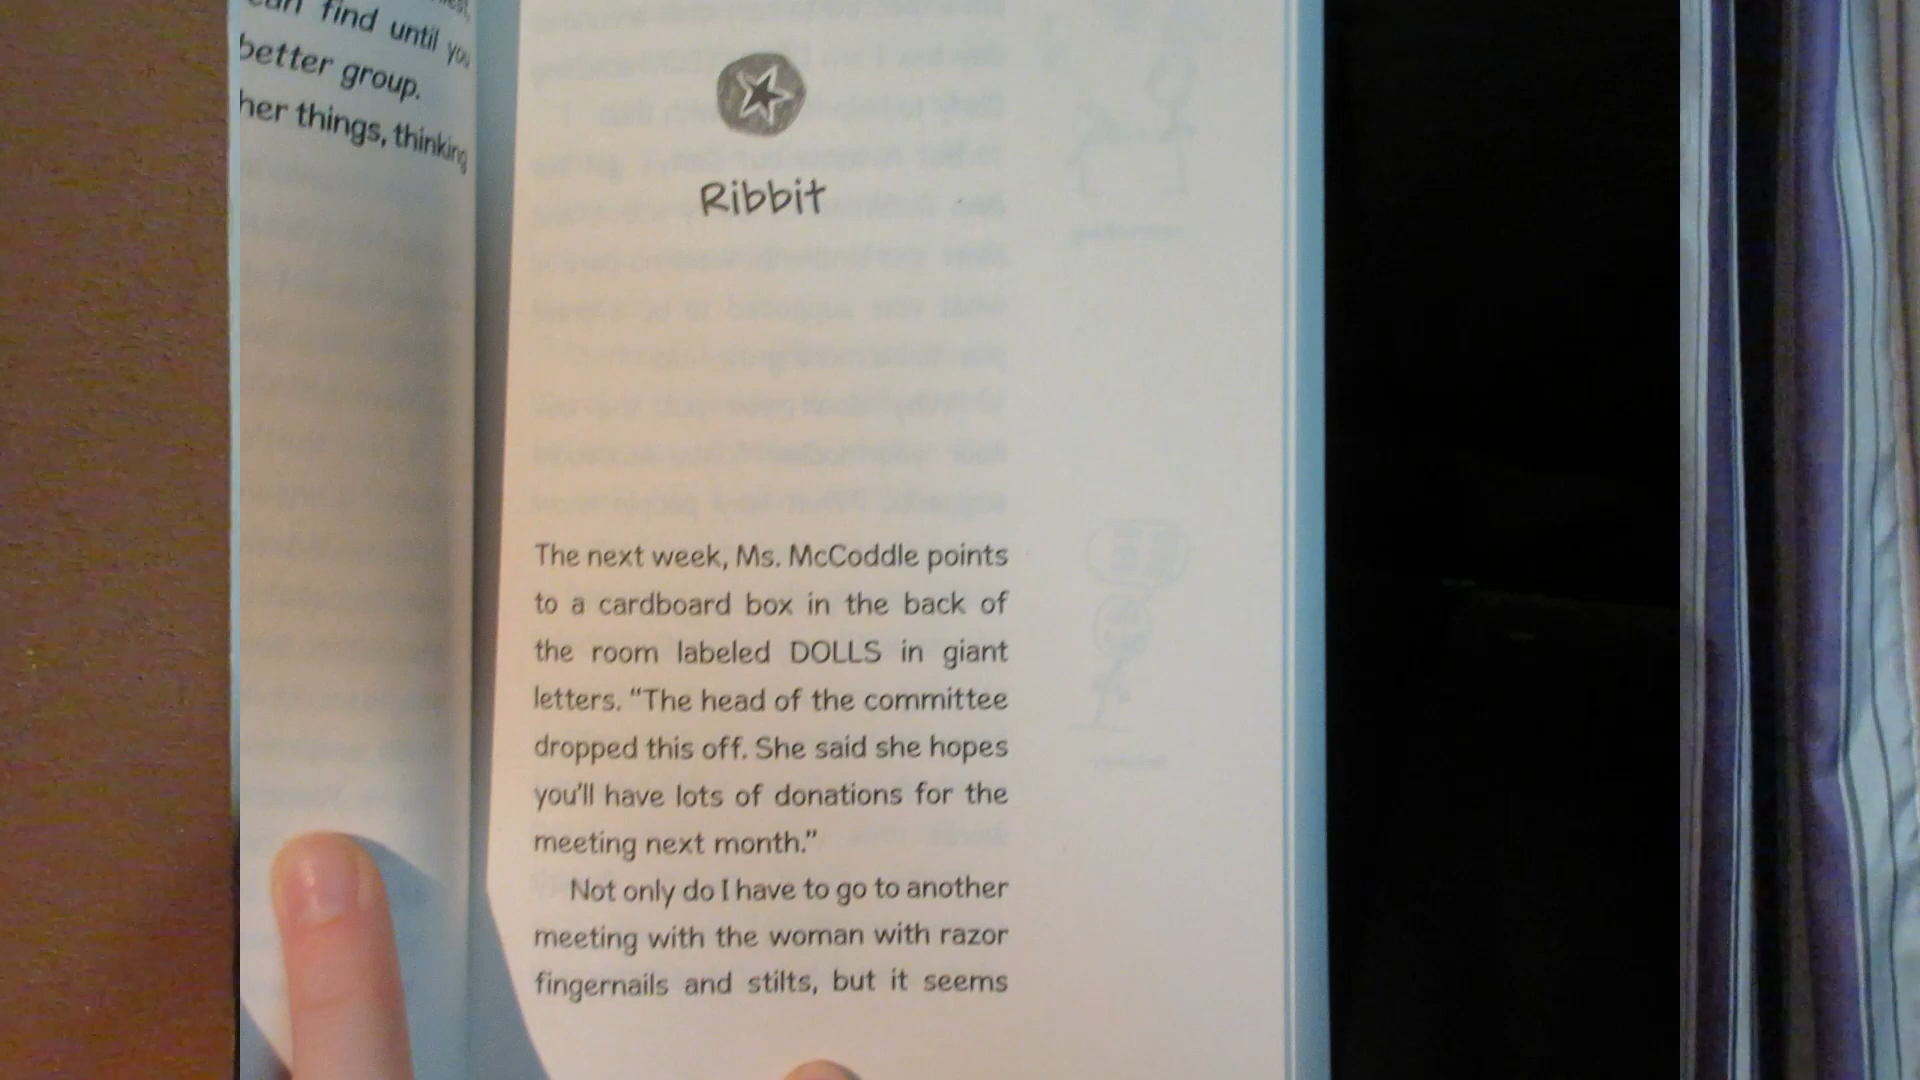 find until you
better group.
her things, thinking
Ribbit
The next week, Ms. McCoddle points
to a cardboard box in the back of
the room labeled DOLLS in giant
letters. “The head of the committee
dropped this off. She said she hopes
you’ll have lots of donations for the
meeting next month.”
Not only do I have to go to another
meeting with the woman with razor
fingernails and stilts, but it seems